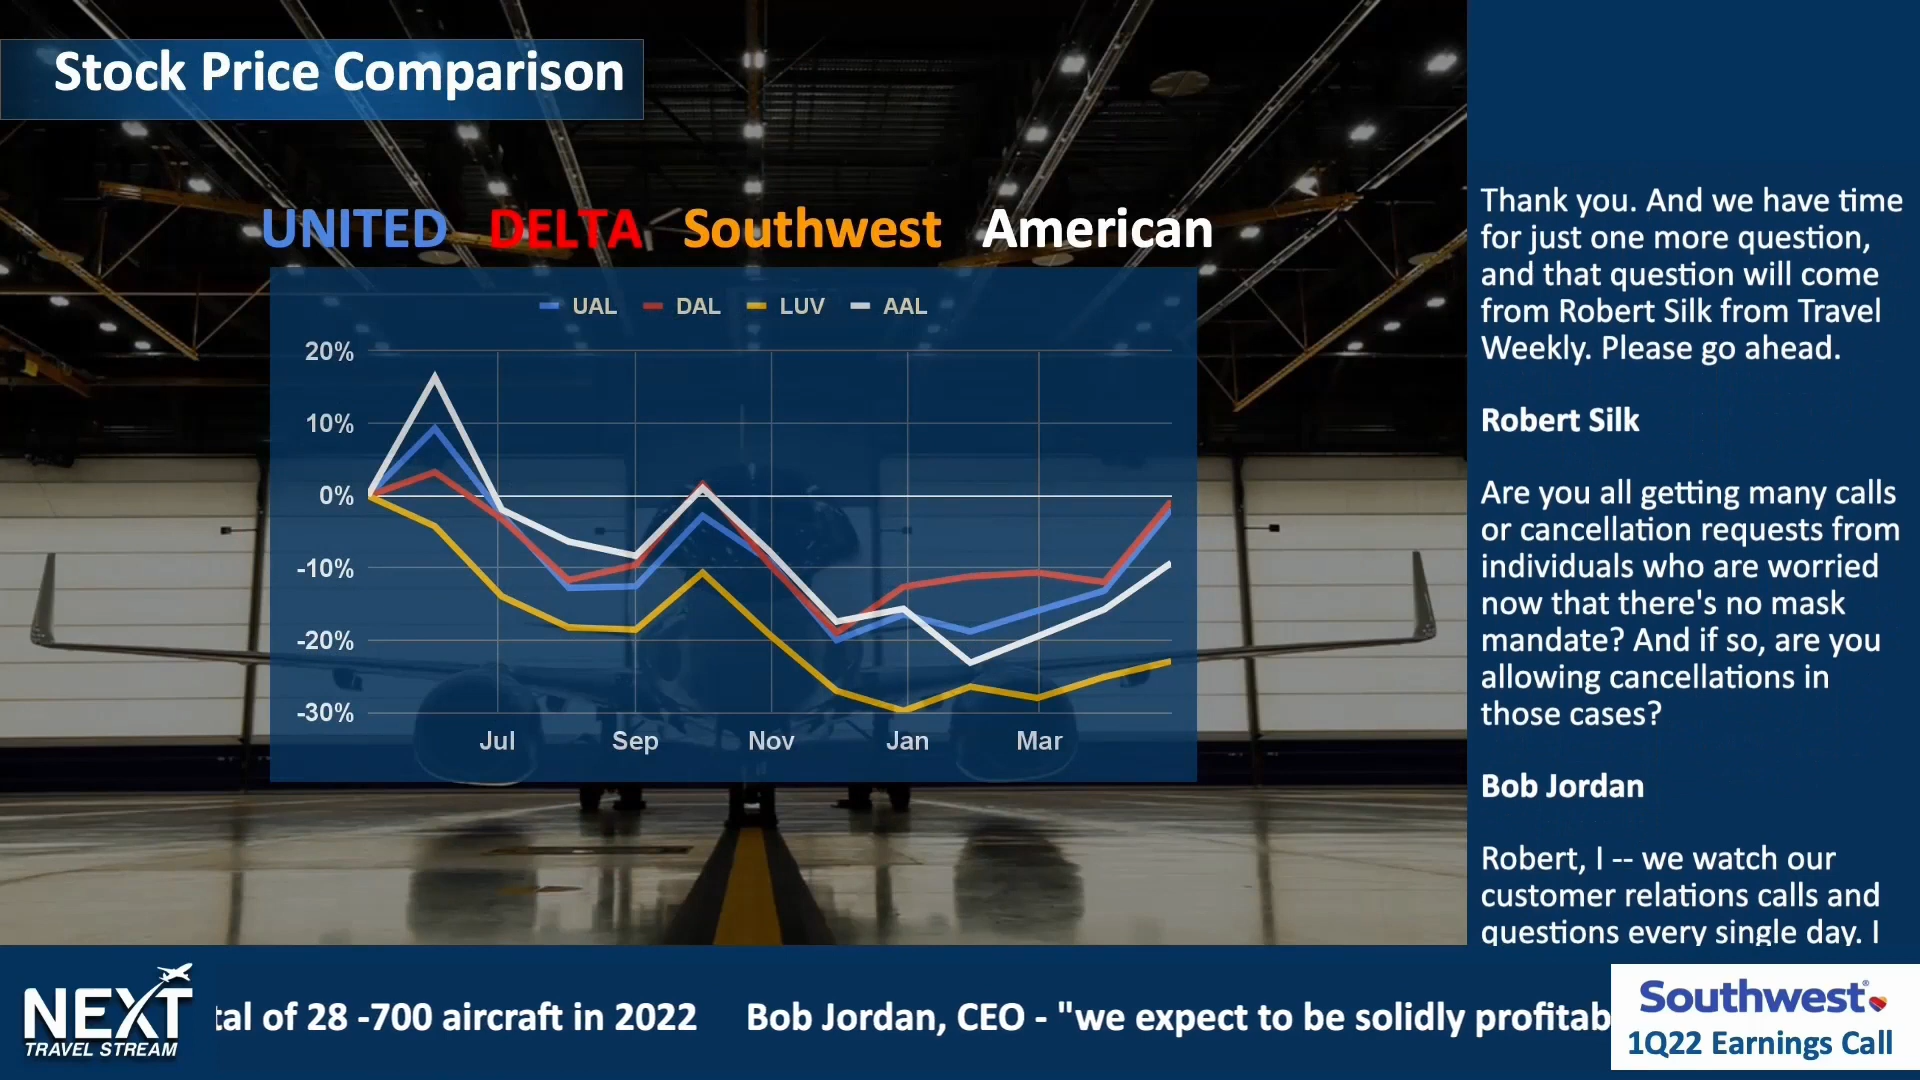 Stock Price Comparison
UNITED DELTA Southwest American
UAL DAL LUV AAL
20%
10%
0%
-10%
-20%
-30%
Jul Sep Nov Jan Mar
Thank you. And we have time
for just one more question,
and that question will come
from Robert Silk from Travel
Weekly. Please go ahead.
Robert Silk
Are you all getting many calls
or cancellation requests from
individuals who are worried
now that there's no mask
mandate? And if so, are you
allowing cancellations in
those cases?
Bob Jordan
Robert, I -- we watch our
customer relations calls and
questions every single day. I
NEXT
TRAVEL STREAM
tal of 28 -700 aircraft in 2022 Bob Jordan, CEO - "we expect to be solidly profitab
Southwest®
1Q22 Earnings Call